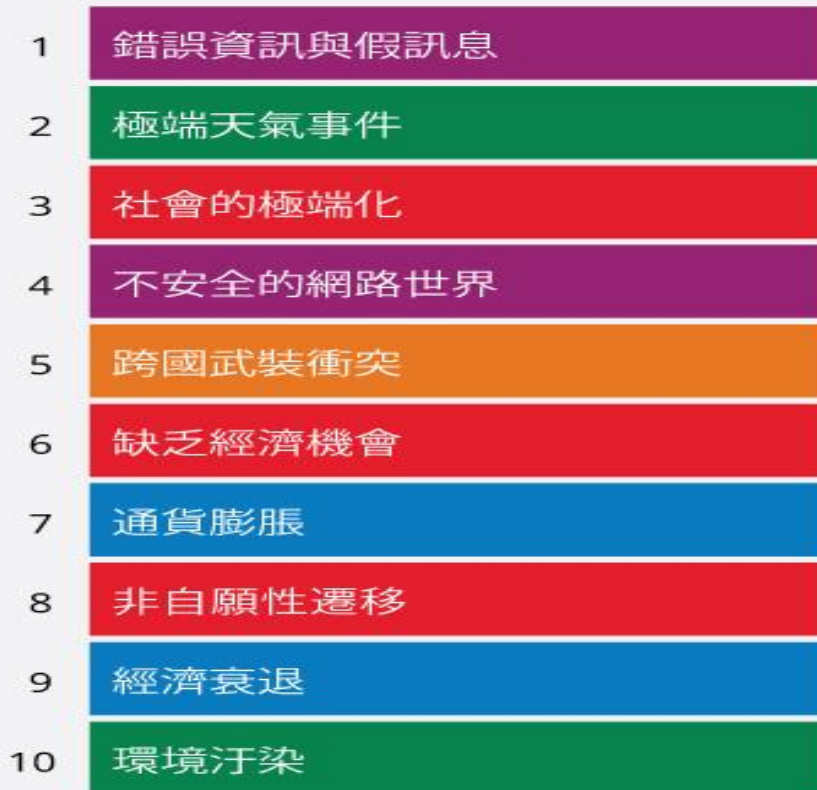 1 錯誤資訊與假訊息
2 極端天氣事件
3 社會的極端化
4 不安全的網路世界
5 跨國武裝衝突
6 缺乏經濟機會
7 通貨膨脹
8 非自願性遷移
9 經濟衰退
10 環境汙染